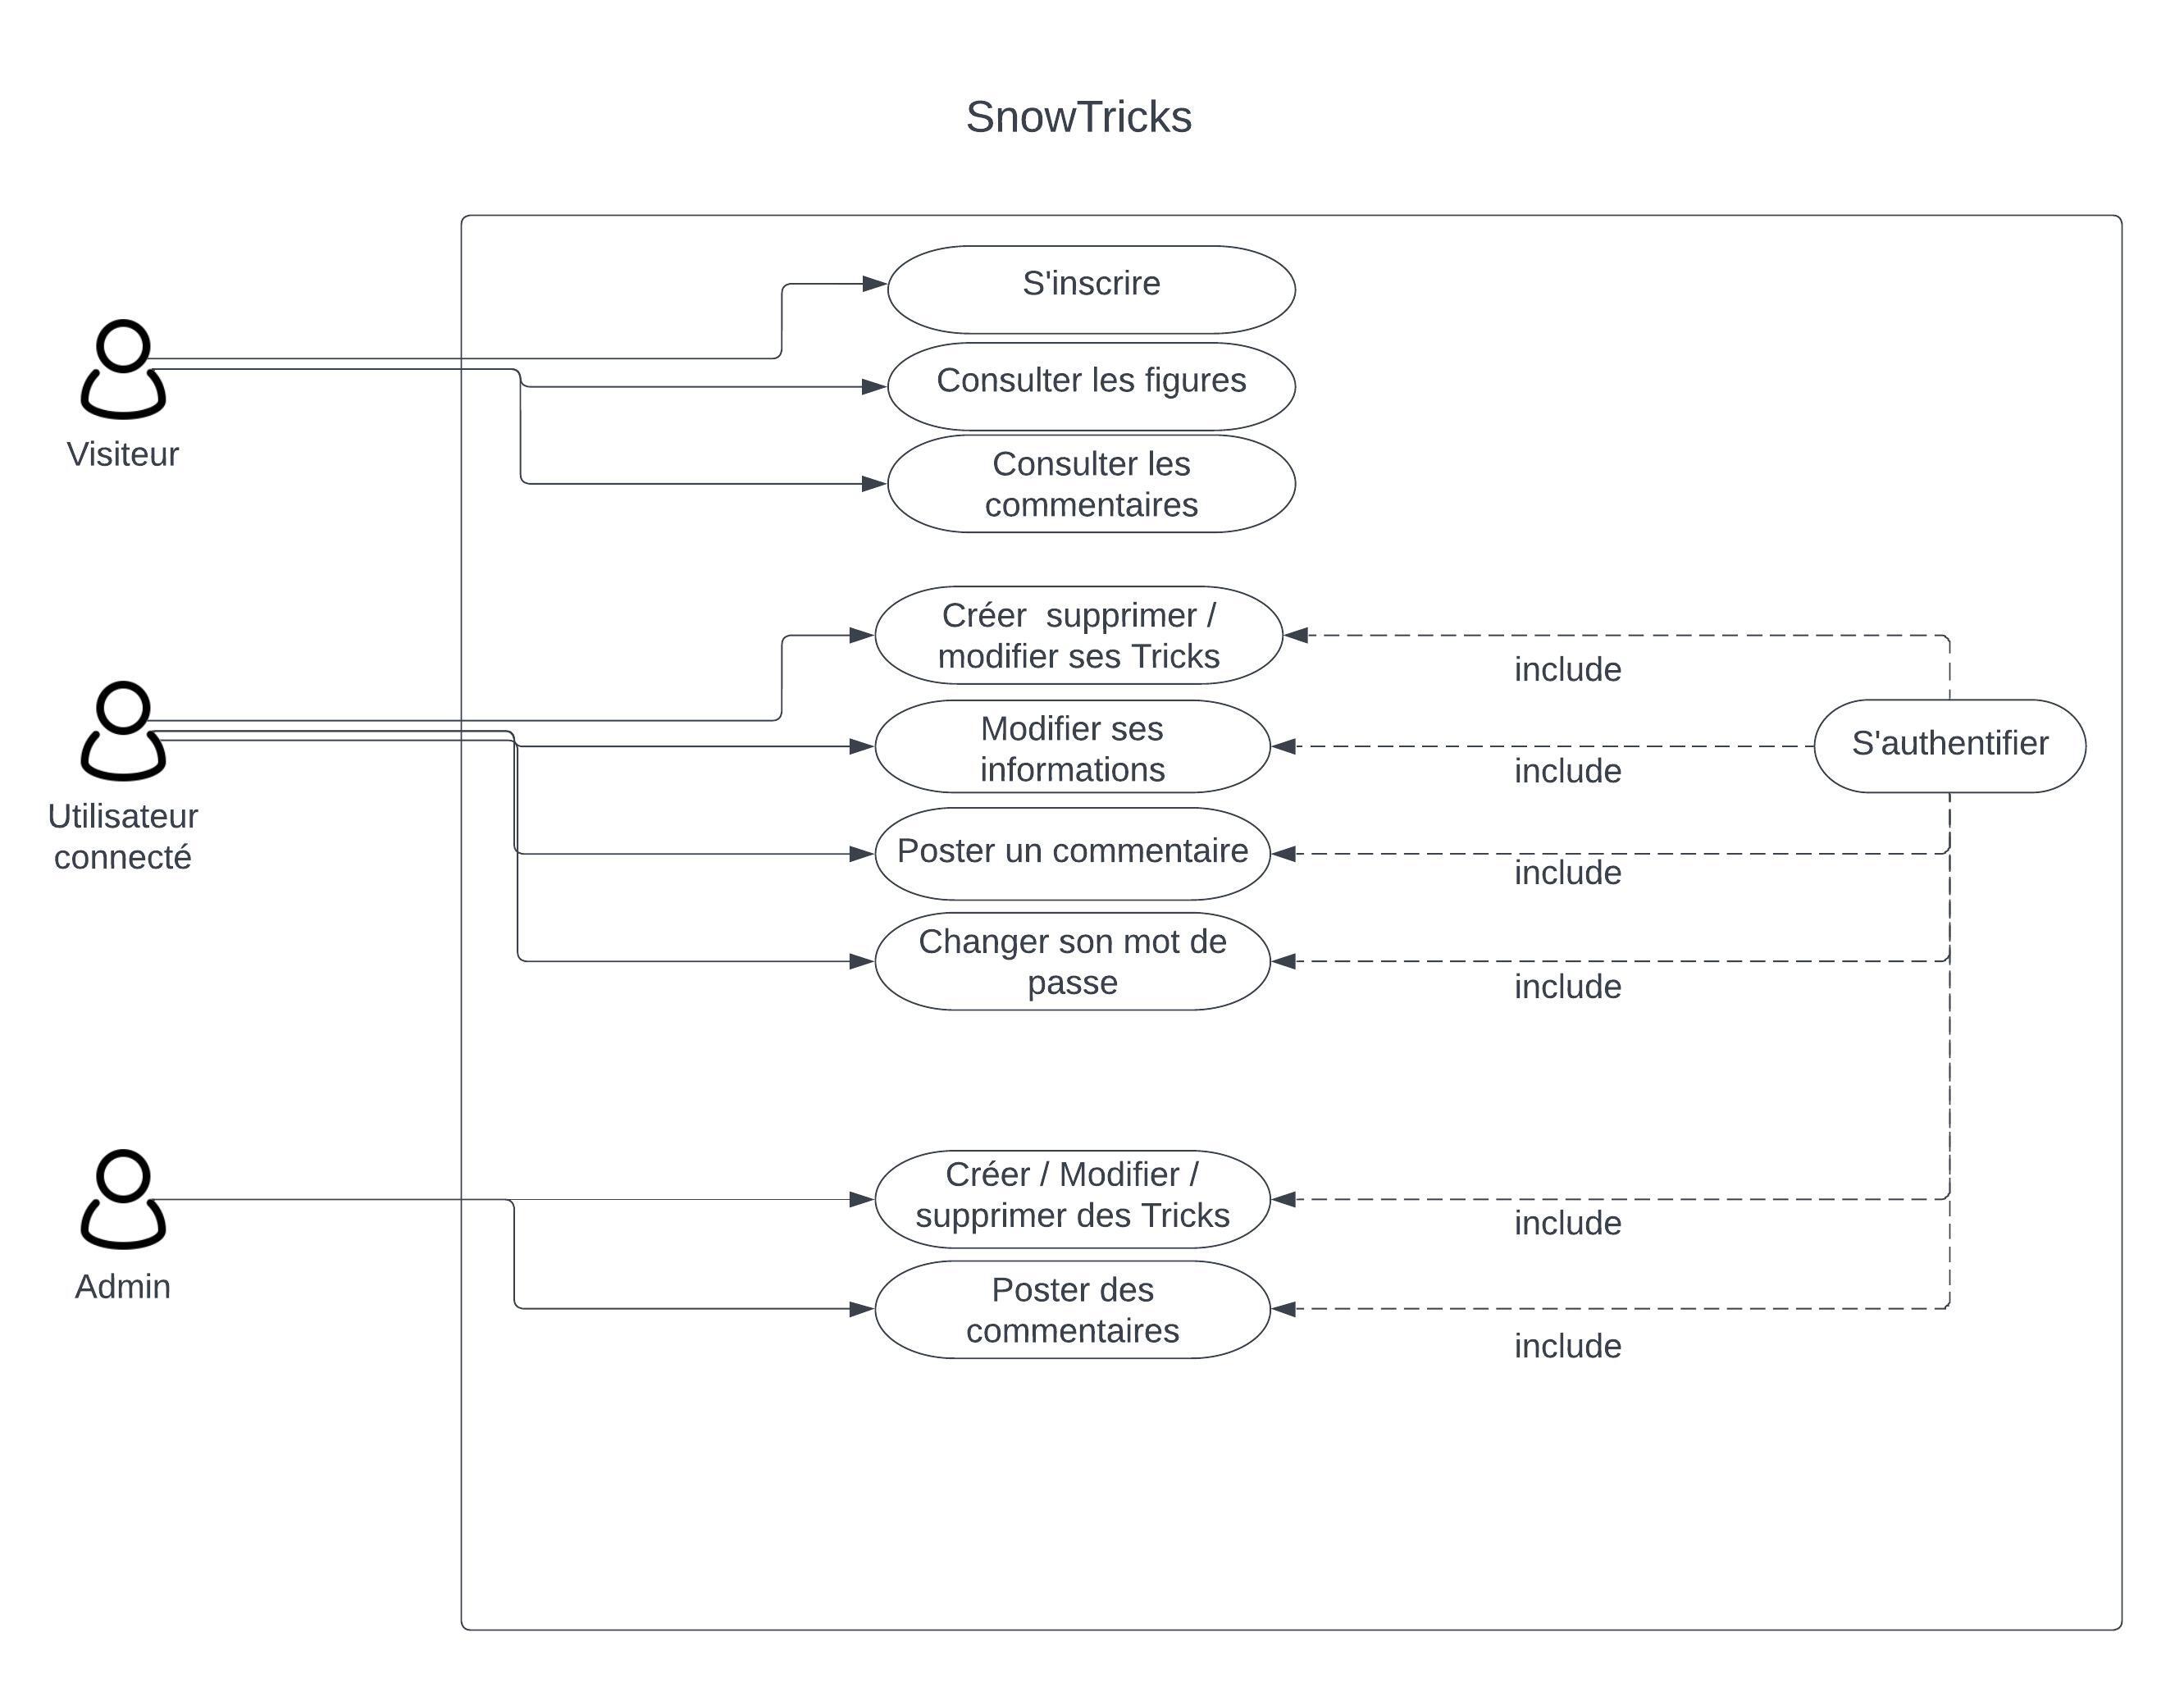 SnowTricks
S'inscrire
Consulter les figures
Visiteur
Consulter les
commentaires
Créer  supprimer /
modifier ses Tricks
include
Modifier ses
informations
S'authentifier
include
Utilisateur
connecté
Poster un commentaire
include
Changer son mot de
passe
include
Créer / Modifier /
supprimer des Tricks
include
Admin
Poster des
commentaires
include